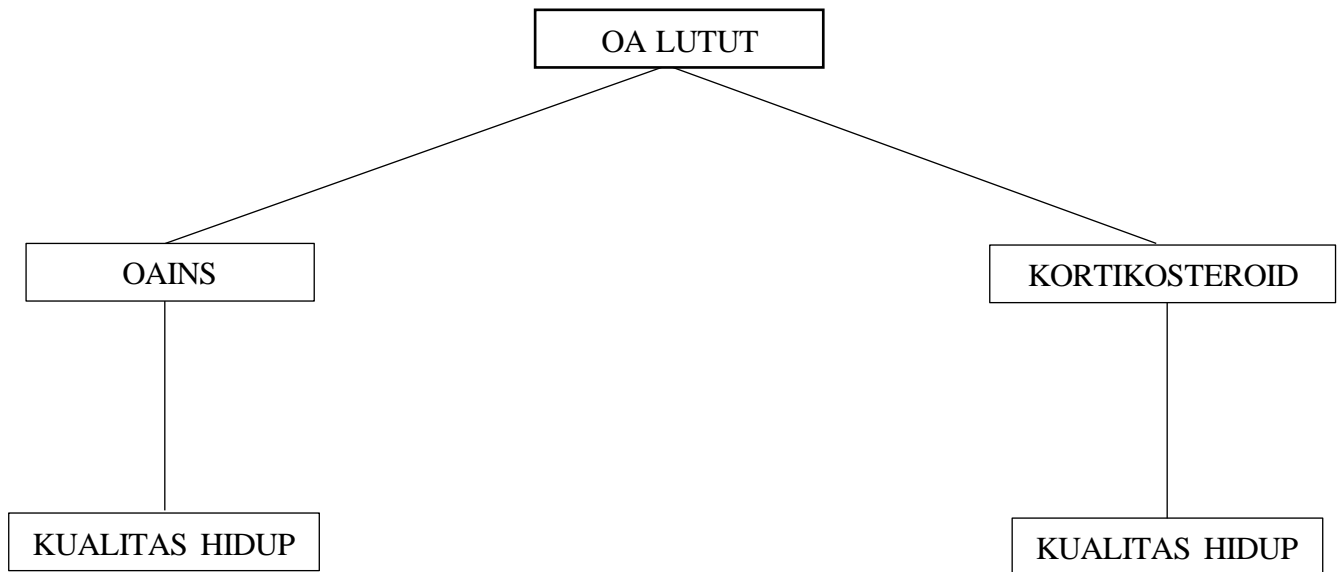 OA LUTUT
OAINS
KORTIKOSTEROID
KUALITAS HIDUP
KUALITAS HIDUP